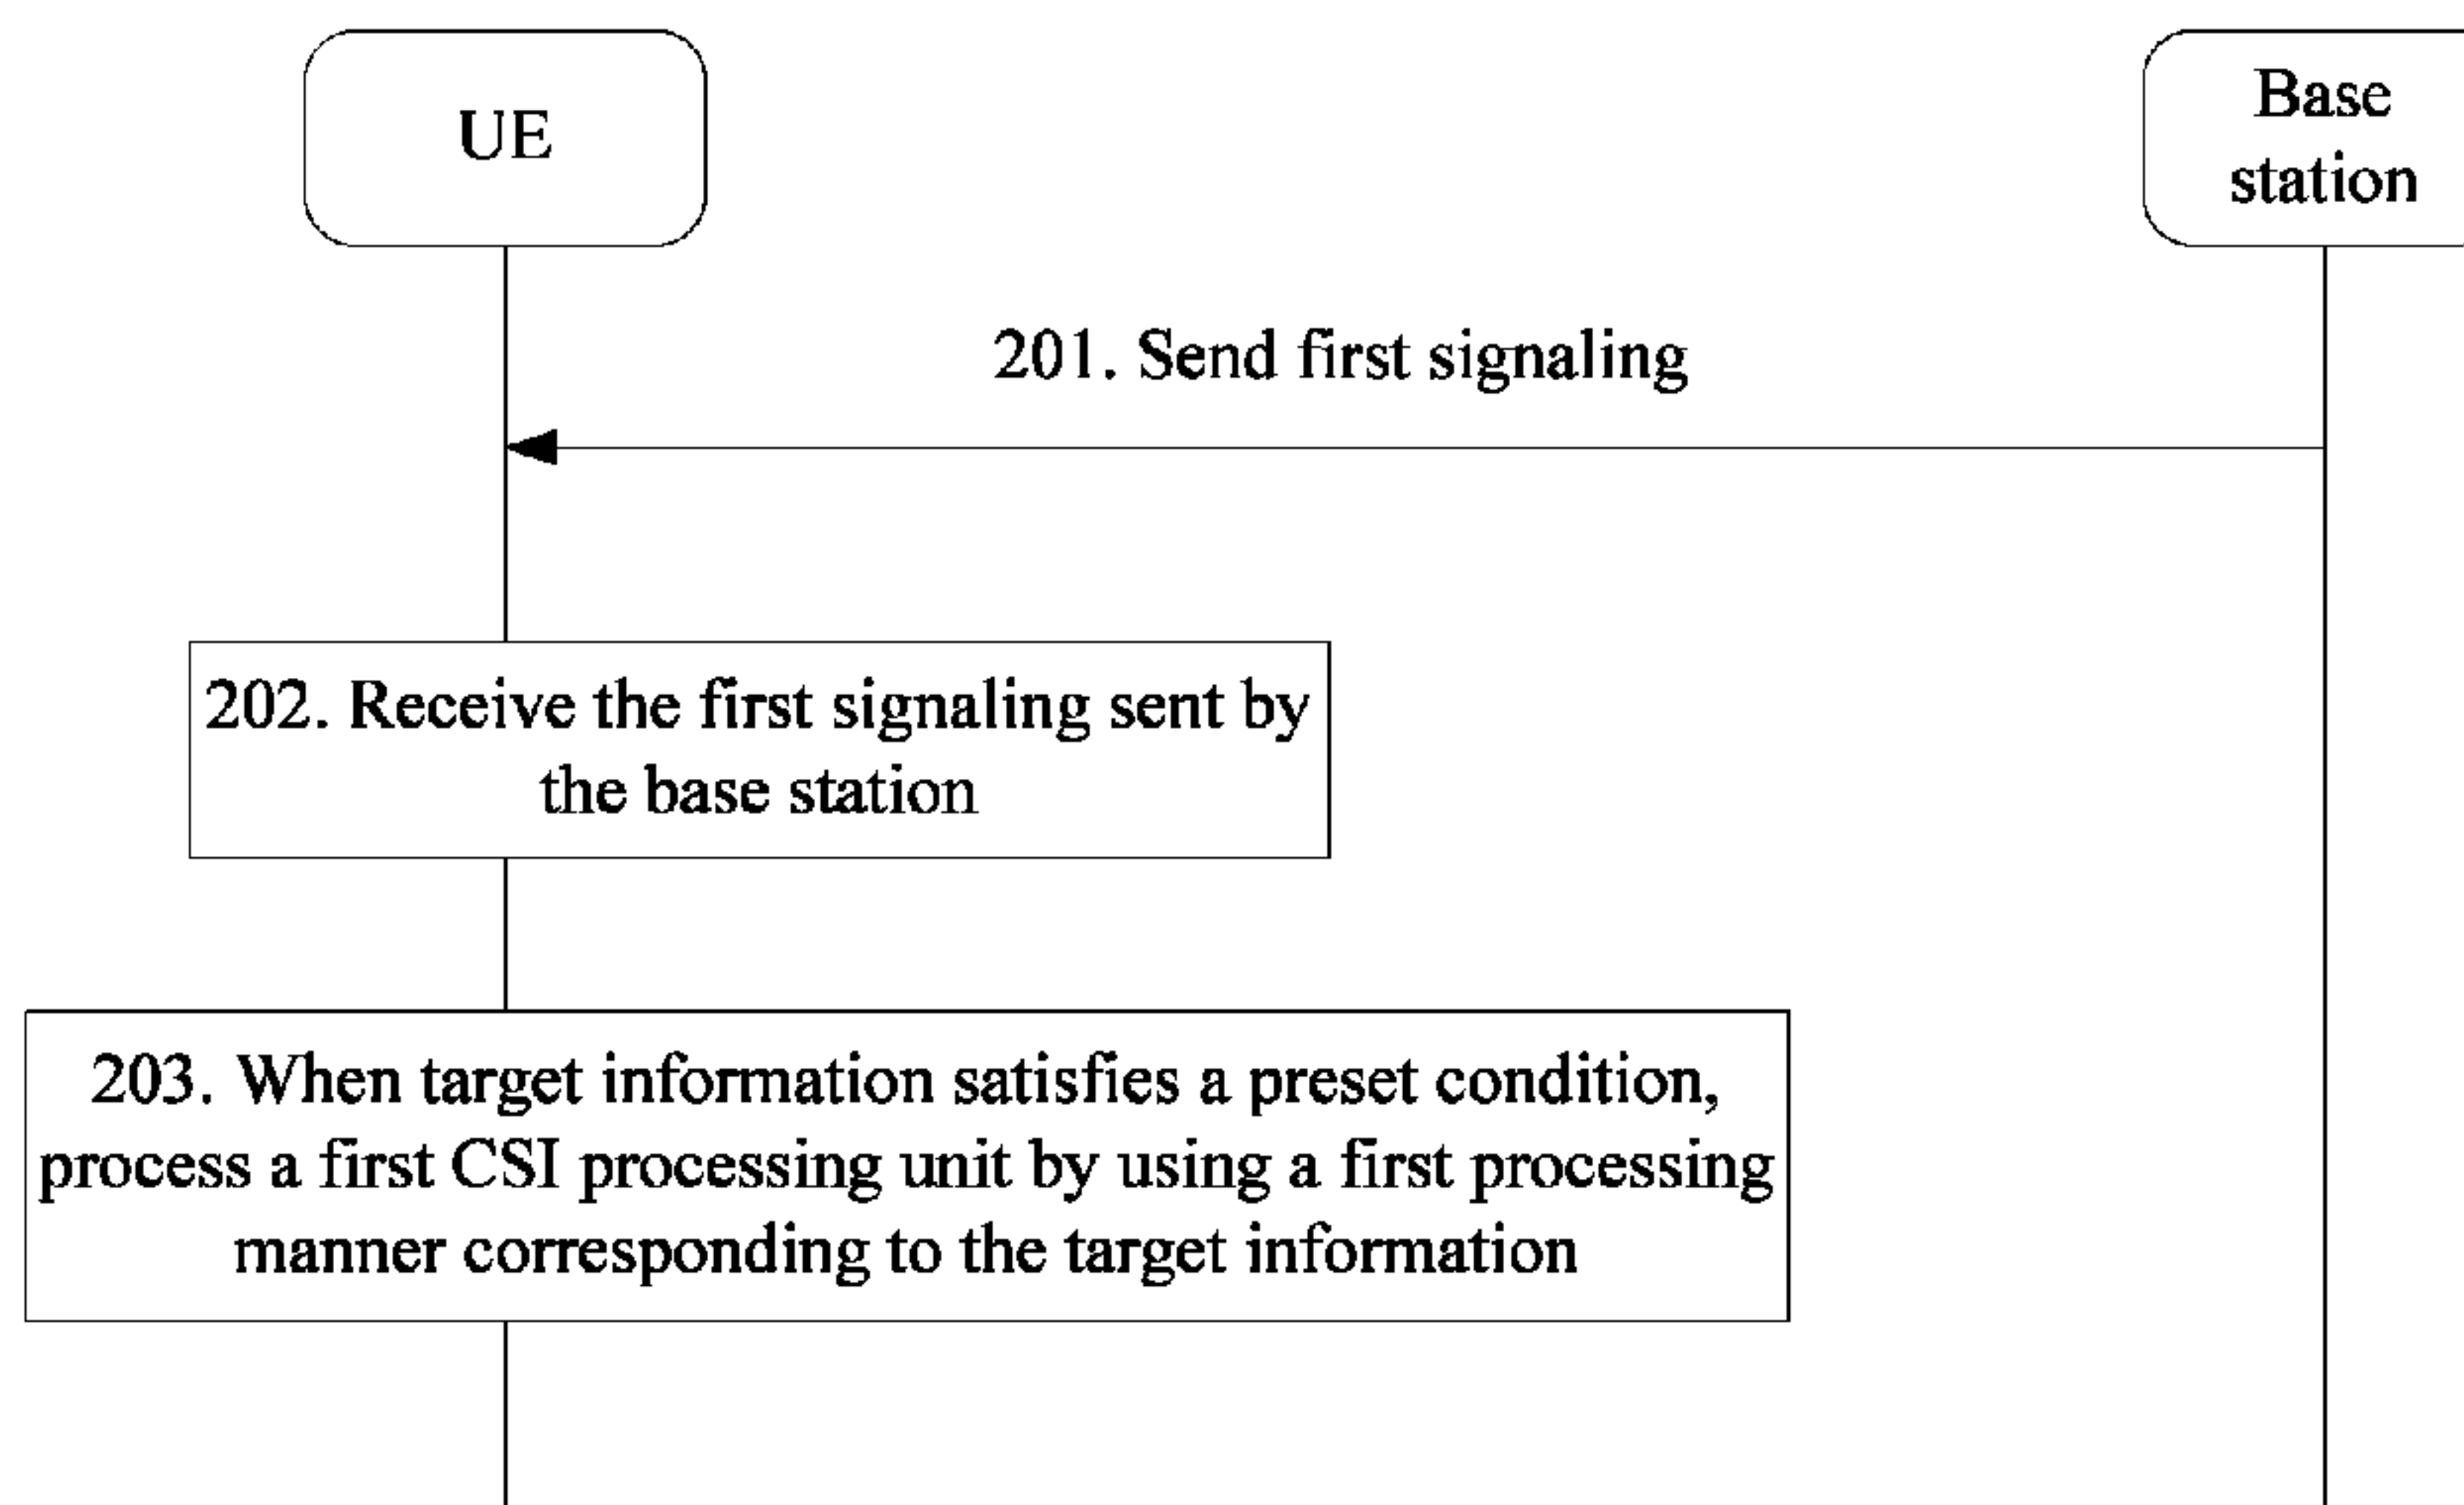 UE
Base
station
201. Send first signaling
202. Receive the first signaling sent by
the base station
203. When target information satisfies a preset condition,
process a first CSI processing unit by using a first processing
manner corresponding to the target information